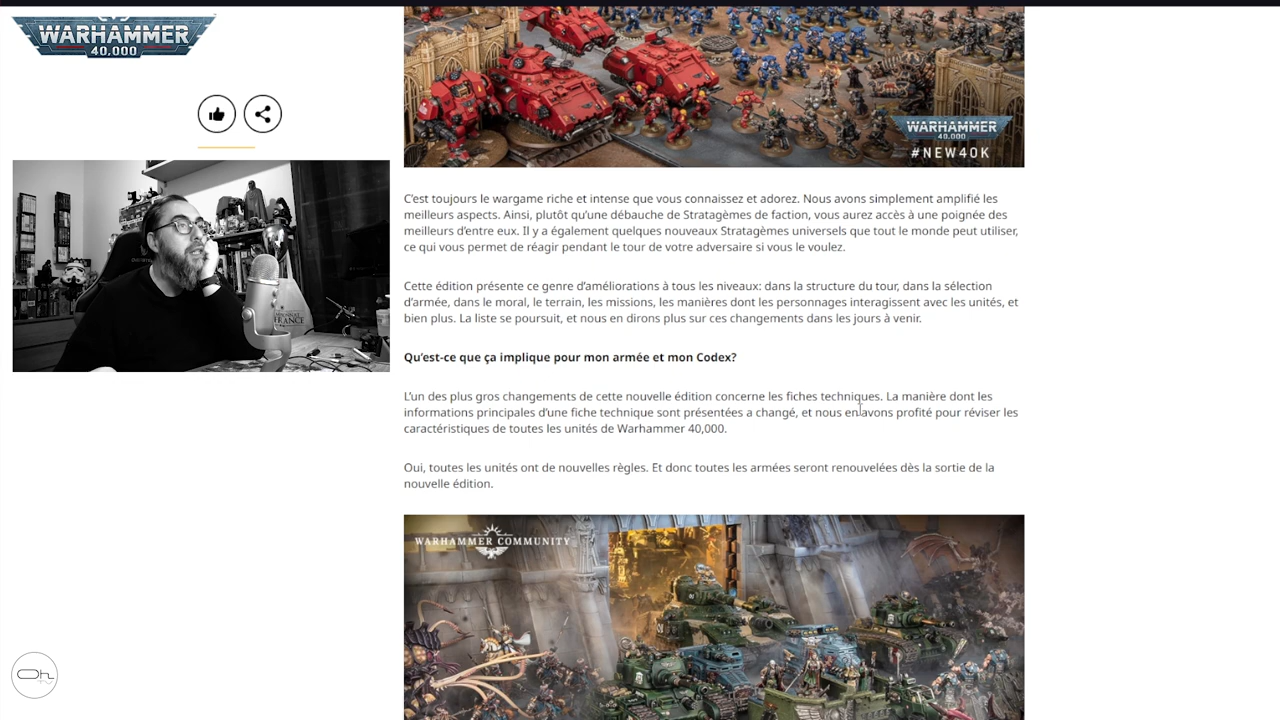 WARHAMMER
40,000
WARHAMMER
40,000
#NEW40K
C'est toujours le wargame riche et intense que vous connaissez et adorez. Nous avons simplement amplifié les
meilleurs aspects. Ainsi, plutôt qu'une débauche de Stratagèmes de faction, vous aurez accès à une poignée des
meilleurs d'entre eux. Il y a également quelques nouveaux Stratagèmes universels que tout le monde peut utiliser,
ce qui vous permet de réagir pendant le tour de votre adversaire si vous le voulez.
Cette édition présente ce genre d'améliorations à tous les niveaux: dans la structure du tour, dans la sélection
d'armée, dans le moral, le terrain, les missions, les manières dont les personnages interagissent avec les unités, et
bien plus. La liste se poursuit, et nous en dirons plus sur ces changements dans les jours à venir.
Qu'est-ce que ça implique pour mon armée et mon Codex?
L'un des plus gros changements de cette nouvelle édition concerne les fiches techniques. La manière dont les
informations principales d'une fiche technique sont présentées a changé, et nous en avons profité pour réviser les
caractéristiques de toutes les unités de Warhammer 40,000.
Oui, toutes les unités ont de nouvelles règles. Et donc toutes les armées seront renouvelées dès la sortie de la
nouvelle édition.
WARHAMMER COMMUNITY